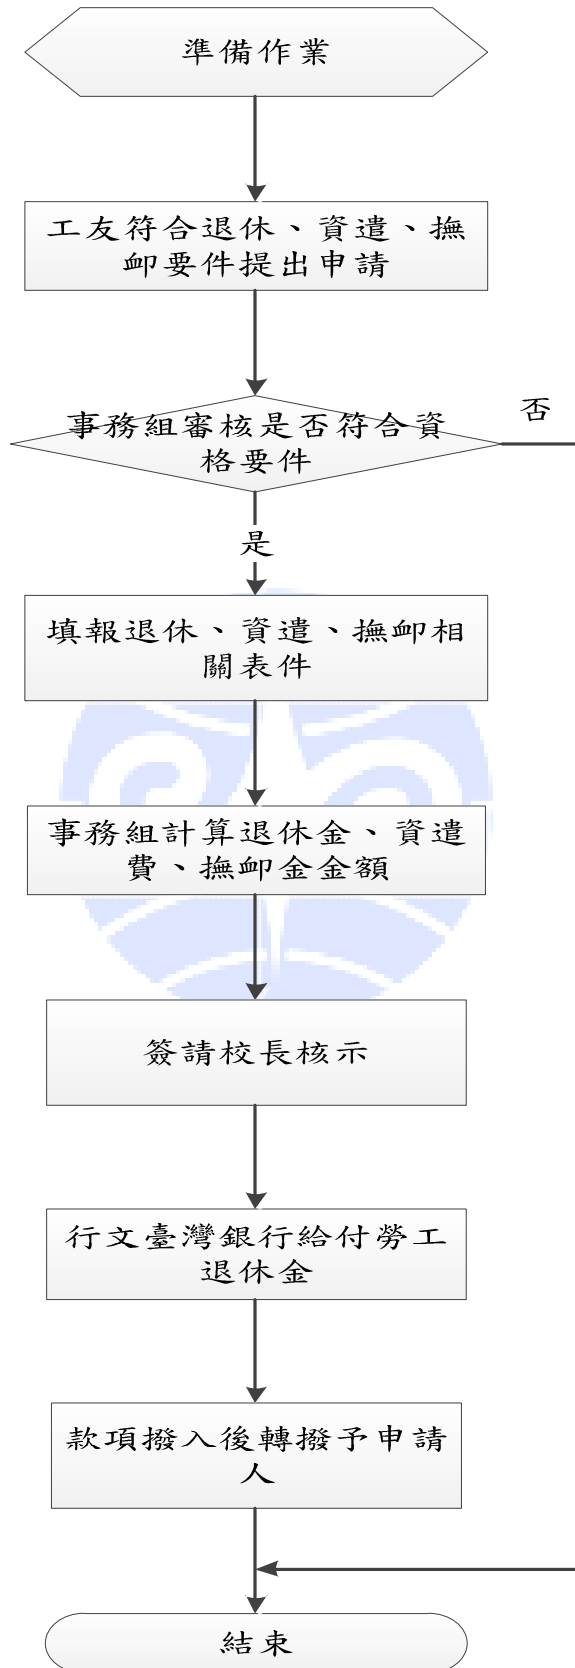 準備作業
工友符合退休、資遣、撫
卹要件提出申請
事務組審核是否符合資
格要件
否
是
填報退休、資遣、撫卹相
關表件
事務組計算退休金、資遣
費、撫卹金金額
簽請校長核示
行文臺灣銀行給付勞工
退休金
款項撥入後轉撥予申請
人
結束